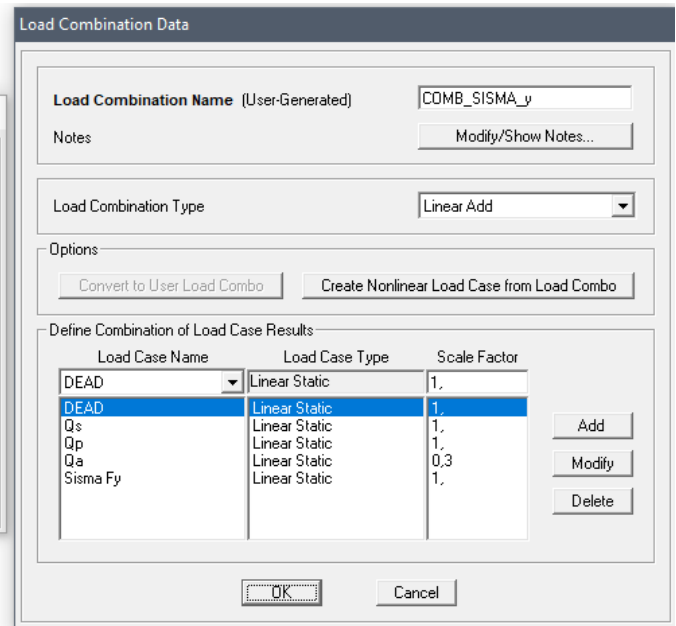 Load Combination Data
Load Combination Name (User-Generated) COMB_SISMA_y
Notes Modify/Show Notes...
Load Combination Type Linear Add
Options
Convert to User Load Combo Create Nonlinear Load Case from Load Combo
Define Combination of Load Case Results
Load Case Name Load Case Type Scale Factor
DEAD Linear Static 1,
DEAD Linear Static 1,
Qs Linear Static 1,
Qp Linear Static 1,
Qa Linear Static 0,3
Sisma Fy Linear Static 1,
Add
Modify
Delete
OK Cancel